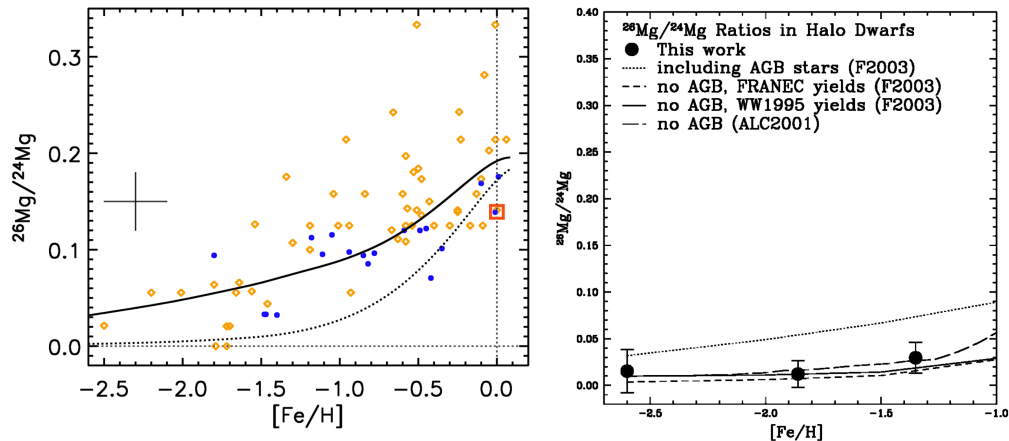 0.3
0.2
0.1
0.0
²⁶Mg/²⁴Mg
−2.5 −2.0 −1.5 −1.0 −0.5 0.0
[Fe/H]
²⁶Mg/²⁴Mg Ratios in Halo Dwarfs
This work
including AGB stars (F2003)
no AGB, FRANEC yields (F2003)
no AGB, WW1995 yields (F2003)
no AGB (ALC2001)
0.40
0.35
0.30
0.25
0.20
0.15
0.10
0.05
0.00
²⁶Mg/²⁴Mg
-2.5 -2.0 -1.5 -1.0
[Fe/H]